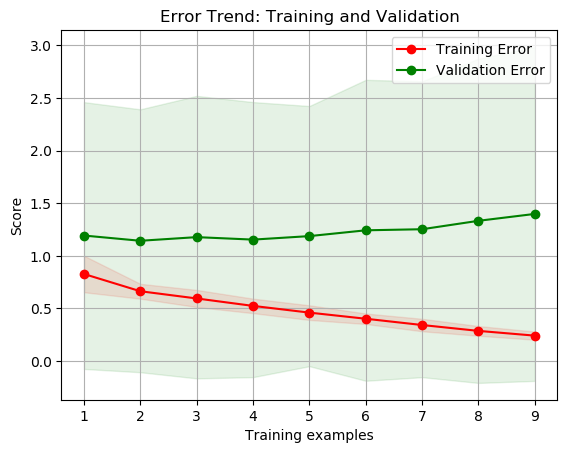 Error Trend: Training and Validation
3.0
2.5
2.0
1.5
1.0
0.5
0.0
Score
Training Error
Validation Error
1 2 3 4 5 6 7 8 9
Training examples